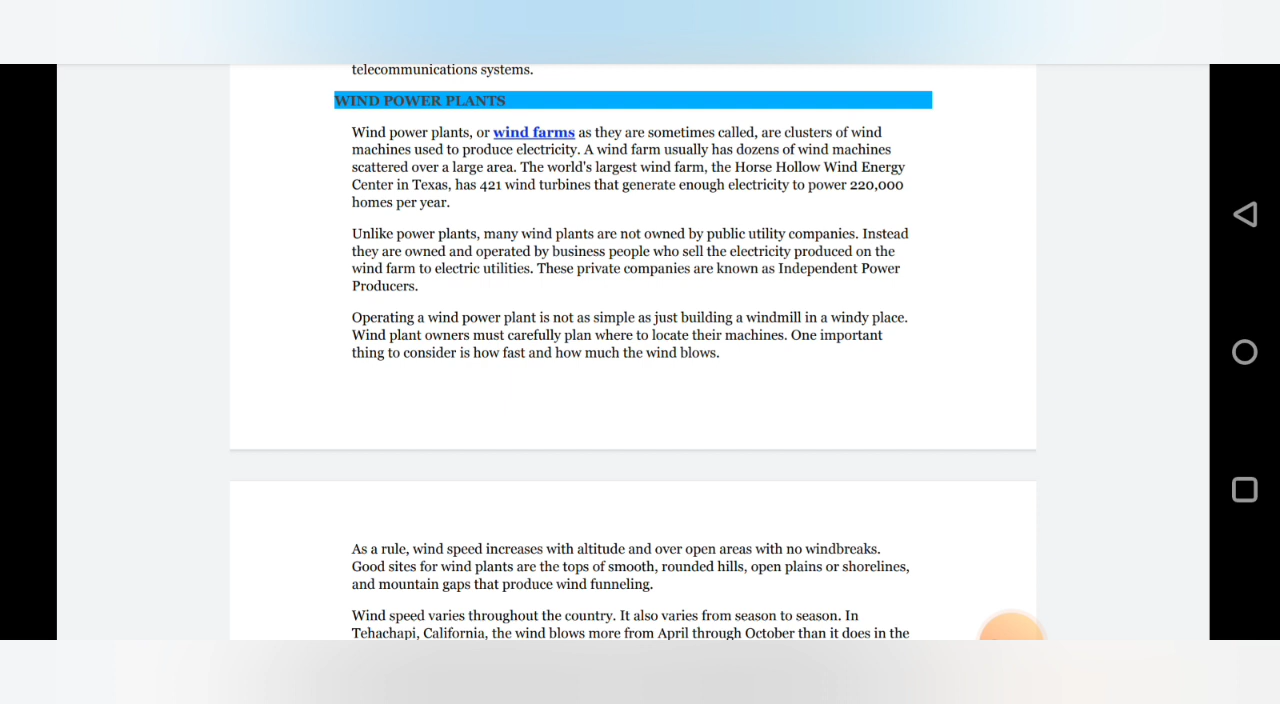 telecommunications systems.
WIND POWER PLANTS
Wind power plants, or wind farms as they are sometimes called, are clusters of wind
machines used to produce electricity. A wind farm usually has dozens of wind machines
scattered over a large area. The world's largest wind farm, the Horse Hollow Wind Energy
Center in Texas, has 421 wind turbines that generate enough electricity to power 220,000
homes per year.
Unlike power plants, many wind plants are not owned by public utility companies. Instead
they are owned and operated by business people who sell the electricity produced on the
wind farm to electric utilities. These private companies are known as Independent Power
Producers.
Operating a wind power plant is not as simple as just building a windmill in a windy place.
Wind plant owners must carefully plan where to locate their machines. One important
thing to consider is how fast and how much the wind blows.
As a rule, wind speed increases with altitude and over open areas with no windbreaks.
Good sites for wind plants are the tops of smooth, rounded hills, open plains or shorelines,
and mountain gaps that produce wind funneling.
Wind speed varies throughout the country. It also varies from season to season. In
Tehachapi, California, the wind blows more from April through October than it does in the